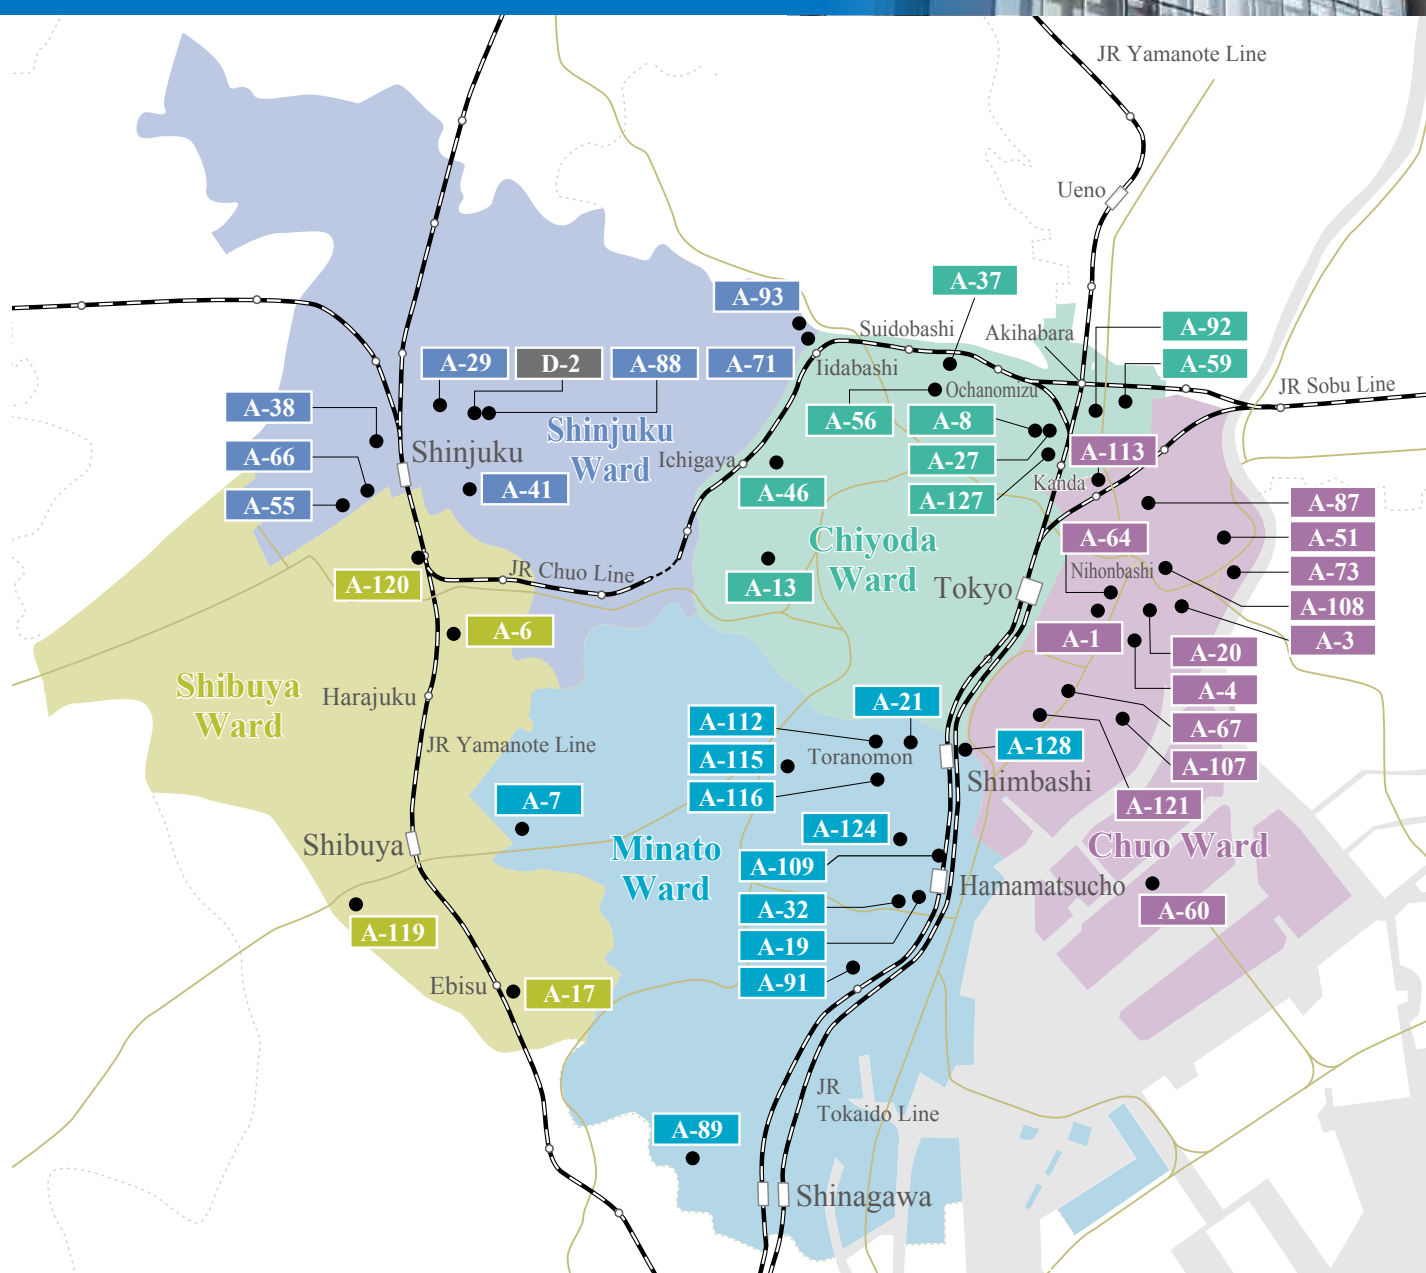 JR Yamanote Line
Ueno
A-37
A-93
Suidobashi
Akihabara
A-92
A-29
D-2
A-88
A-71
Iidabashi
A-59
Ochanomizu
JR Sobu Line
A-38
A-56
A-8
Shinjuku
Shinjuku
Ward
Ichigaya
A-66
A-27
A-113
Kanda
A-55
A-41
A-46
A-127
A-87
Chiyoda
Ward
A-64
A-51
JR Chuo Line
Nihonbashi
A-73
A-120
A-13
Tokyo
A-108
A-6
A-1
A-3
A-20
Shibuya
Ward
Harajuku
A-21
A-4
A-112
A-67
JR Yamanote Line
Toranomon
A-128
A-115
A-107
Shimbashi
A-116
A-7
A-121
A-124
Shibuya
Minato
Ward
Chuo Ward
A-109
Hamamatsucho
A-32
A-60
A-119
A-19
Ebisu
A-17
A-91
JR
Tokaido Line
A-89
Shinagawa